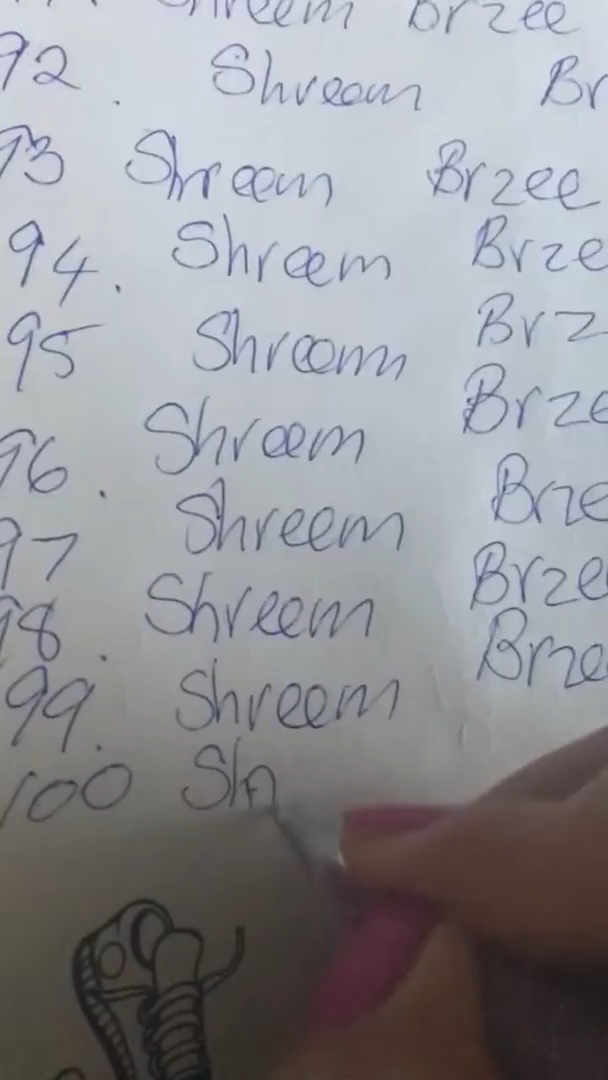 Shreem Brzee
92. Shreem Br
93 Shreem Brzee
94. Shreem Brze
95 Shreem Brz
96. Shreem Brze
97 Shreem Brze
98. Shreem Brzee
99. Shreem Brze
100 Sh